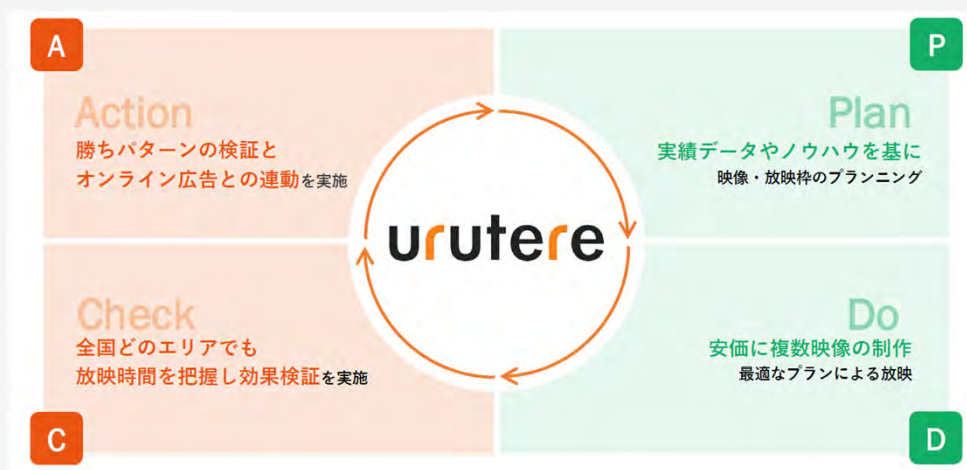 A
Action
勝ちパターンの検証と
オンライン広告との連動を実施
P
Plan
実績データやノウハウを基に
映像・放映枠のプランニング
urutere
Check
全国どのエリアでも
放映時間を把握し効果検証を実施
C
Do
安価に複数映像の制作
最適なプランによる放映
D